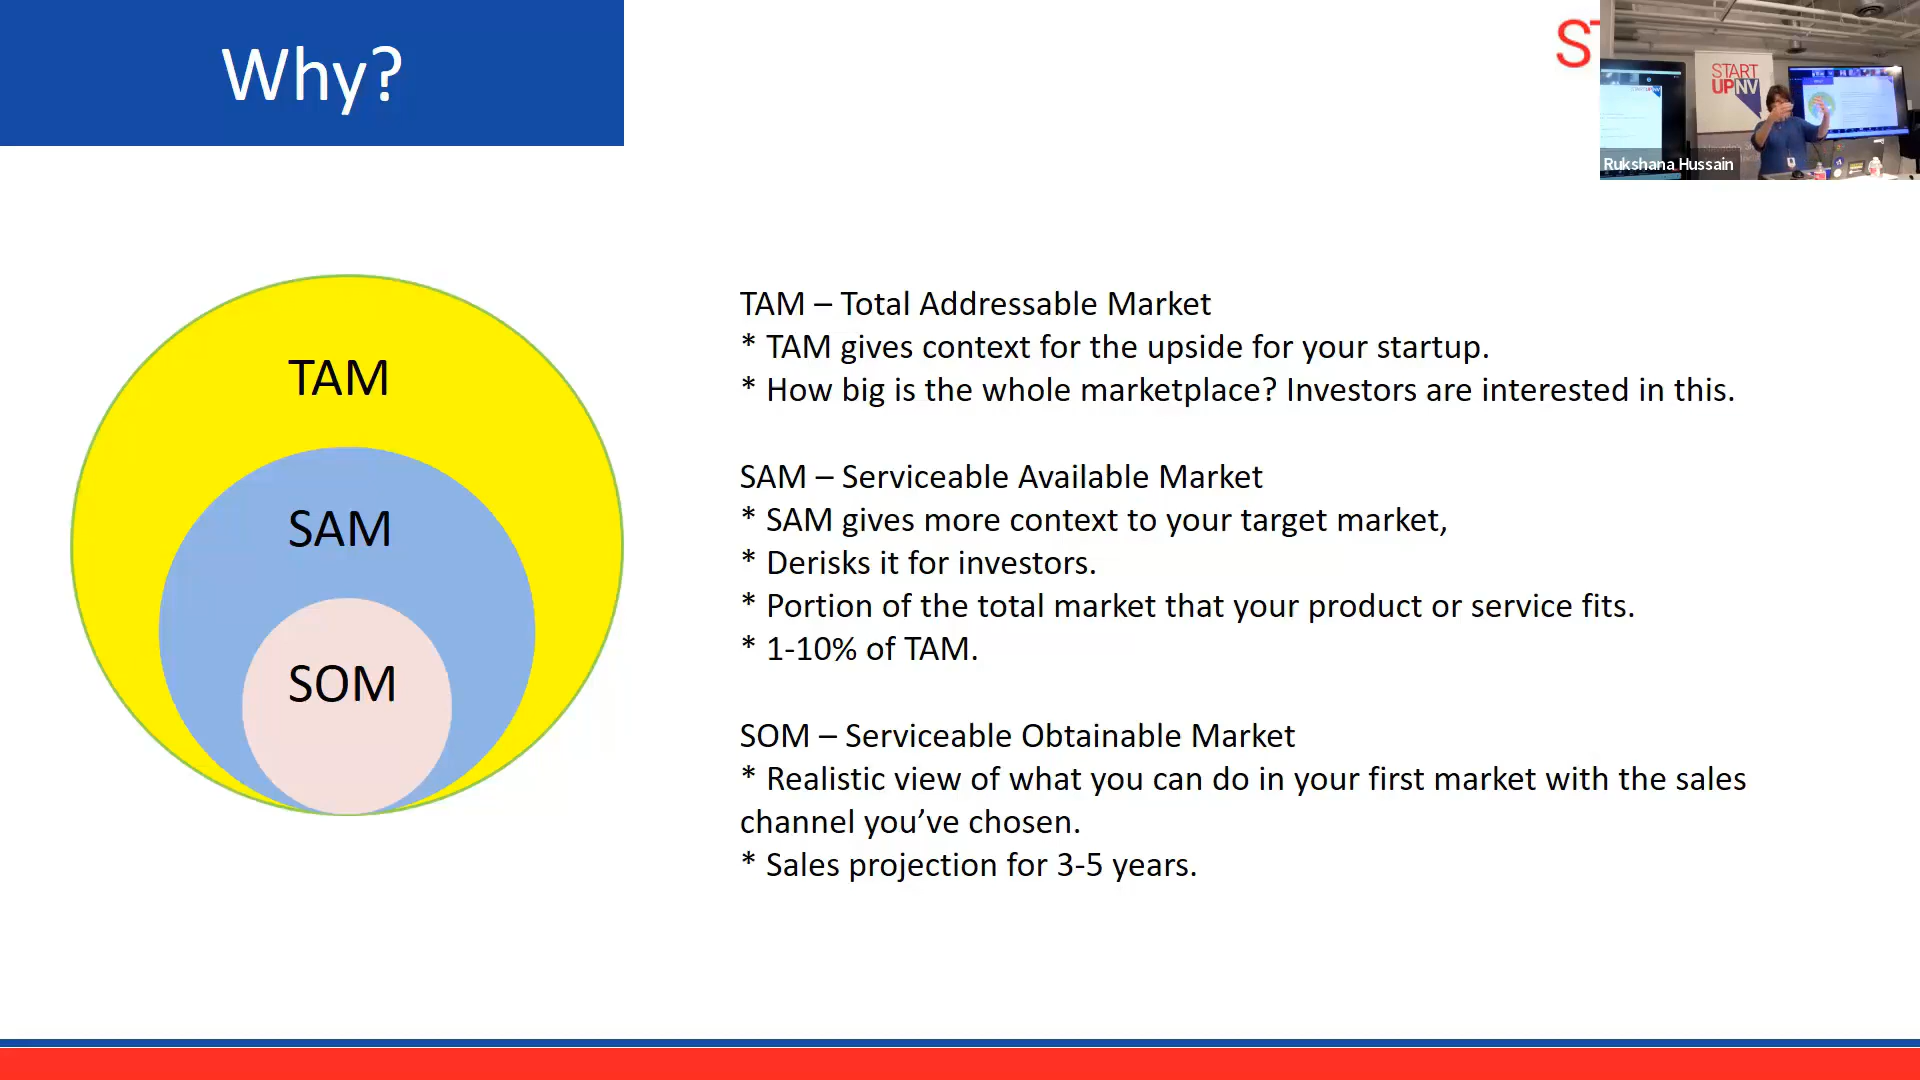 Why?
ST
START
UPNV
Rukshana Hussain
TAM
SAM
SOM
TAM – Total Addressable Market
* TAM gives context for the upside for your startup.
* How big is the whole marketplace? Investors are interested in this.
SAM – Serviceable Available Market
* SAM gives more context to your target market,
* Derisks it for investors.
* Portion of the total market that your product or service fits.
* 1-10% of TAM.
SOM – Serviceable Obtainable Market
* Realistic view of what you can do in your first market with the sales
channel you’ve chosen.
* Sales projection for 3-5 years.